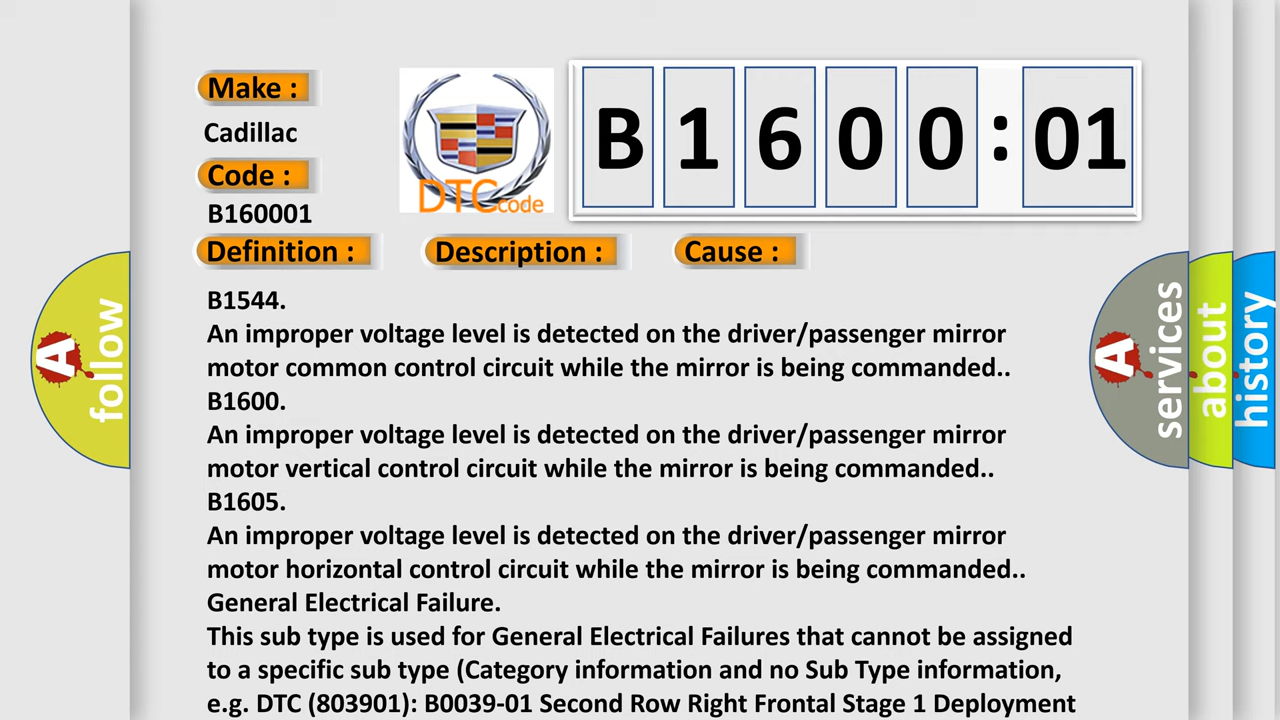 Make :
Cadillac
Code :
B160001
DTC code
B 1 6 0 0 : 01
Definition :
Description :
Cause :
B1544.
An improper voltage level is detected on the driver/passenger mirror
motor common control circuit while the mirror is being commanded..
B1600.
An improper voltage level is detected on the driver/passenger mirror
motor vertical control circuit while the mirror is being commanded..
B1605.
An improper voltage level is detected on the driver/passenger mirror
motor horizontal control circuit while the mirror is being commanded..
General Electrical Failure.
This sub type is used for General Electrical Failures that cannot be assigned
to a specific sub type (Category information and no Sub Type information,
e.g. DTC (803901): B0039-01 Second Row Right Frontal Stage 1 Deployment
A
follow
A
services
about
history